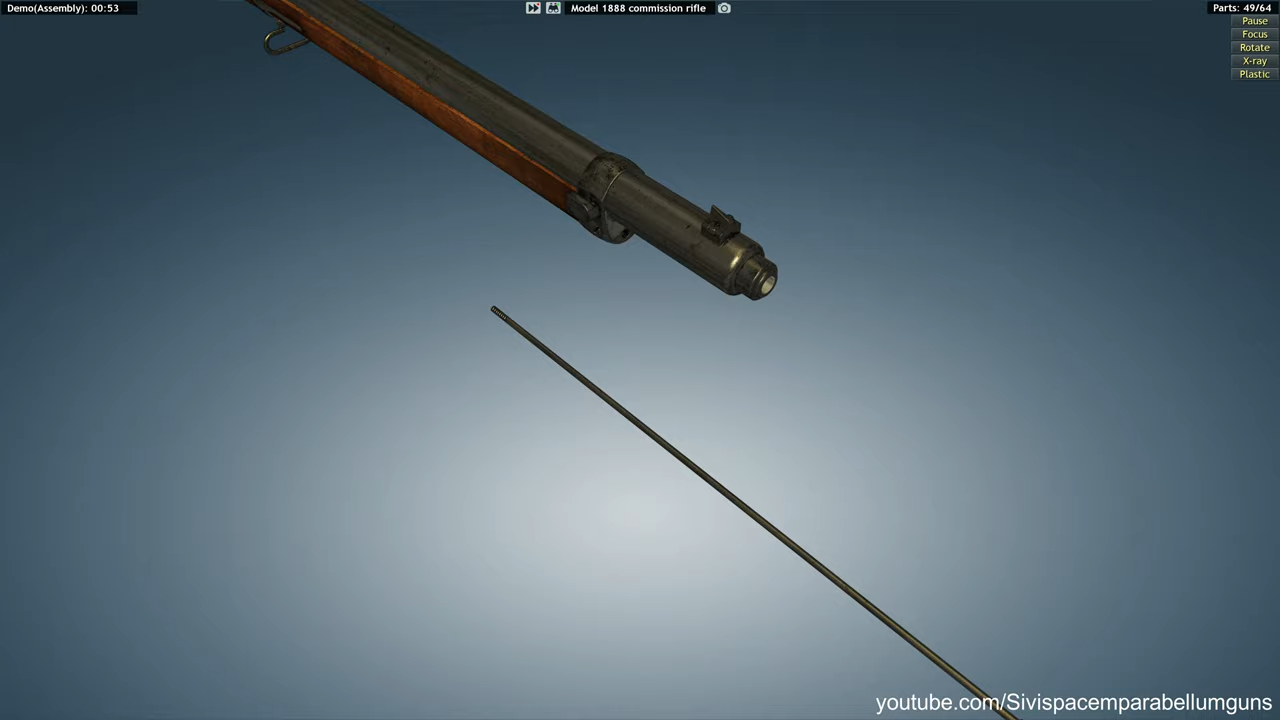 Demo(Assembly): 00:53
Model 1888 commission rifle
Parts: 49/64
Pause
Focus
Rotate
X-ray
Plastic
youtube.com/Sivispacemparabellumguns